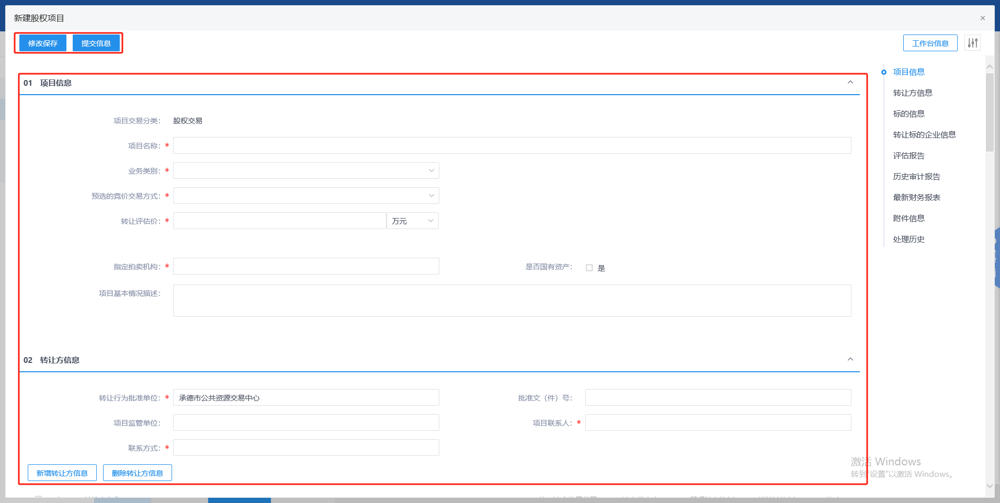 新建股权项目
修改保存 提交信息 工作台信息
01 项目信息
项目交易分类： 股权交易
项目名称：*
业务类别：*
预选的竞价交易方式：*
转让评估价：* 万元
指定拍卖机构：* 是否国有资产： 是
项目基本情况描述：
02 转让方信息
转让行为批准单位：* 承德市公共资源交易中心 批准文（件）号：
项目监管单位： 项目联系人：*
联系方式：*
新增转让方信息 删除转让方信息
项目信息
转让方信息
标的信息
转让标的企业信息
评估报告
历史审计报告
最新财务报表
附件信息
处理历史
激活 Windows
转到"设置"以激活 Windows。